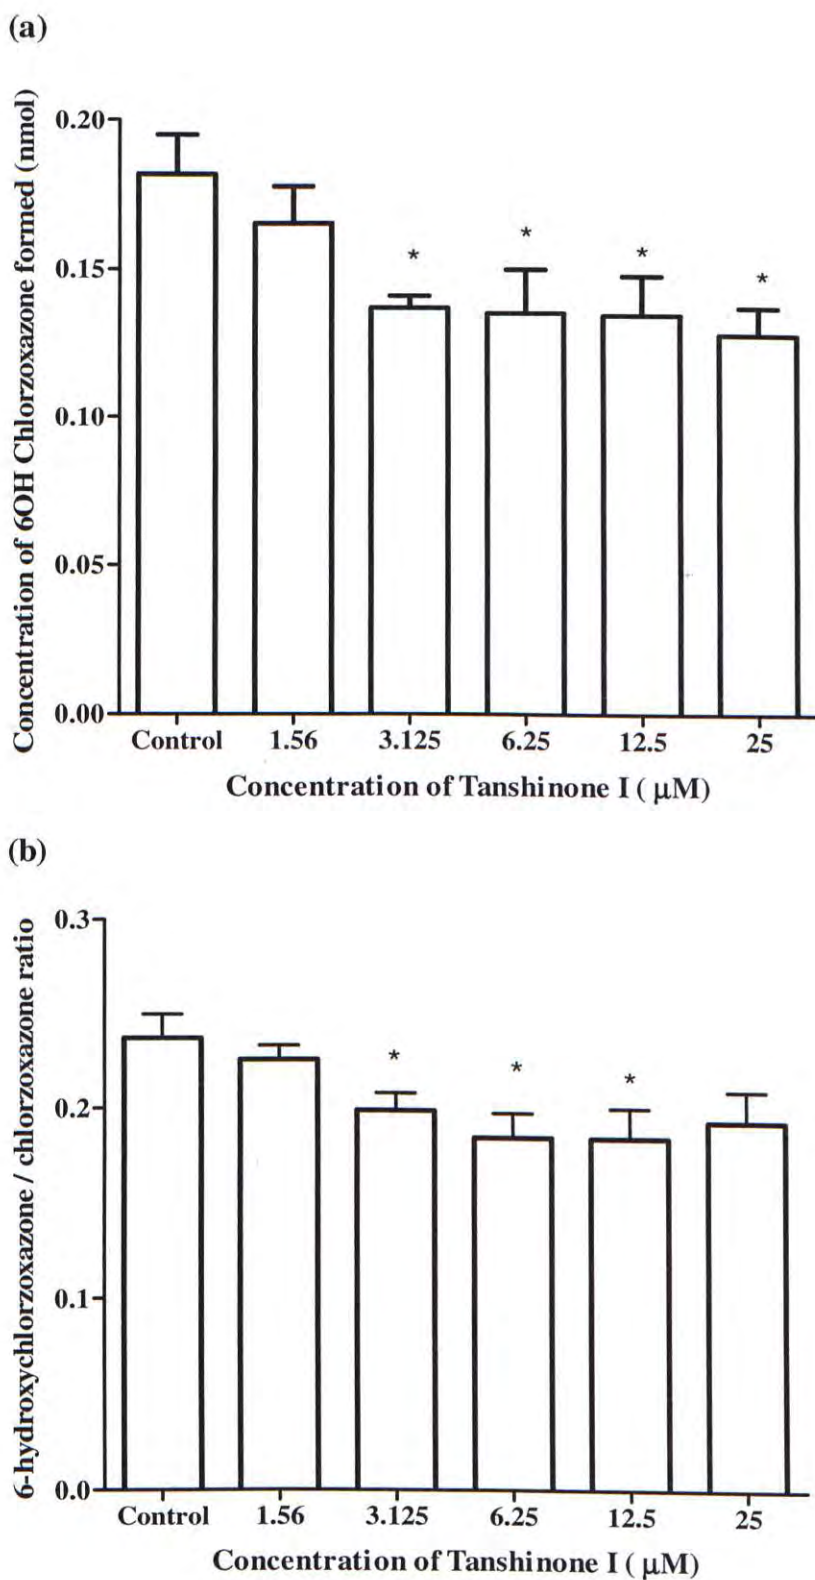 (a)
Concentration of 6OH Chlorzoxazone formed (nmol)
0.20
0.15
0.10
0.05
0.00
* * * *
Control 1.56 3.125 6.25 12.5 25
Concentration of Tanshinone I ( μM)
(b)
6-hydroxychlorzoxazone / chlorzoxazone ratio
0.3
0.2
0.1
0.0
* * *
Control 1.56 3.125 6.25 12.5 25
Concentration of Tanshinone I ( μM)